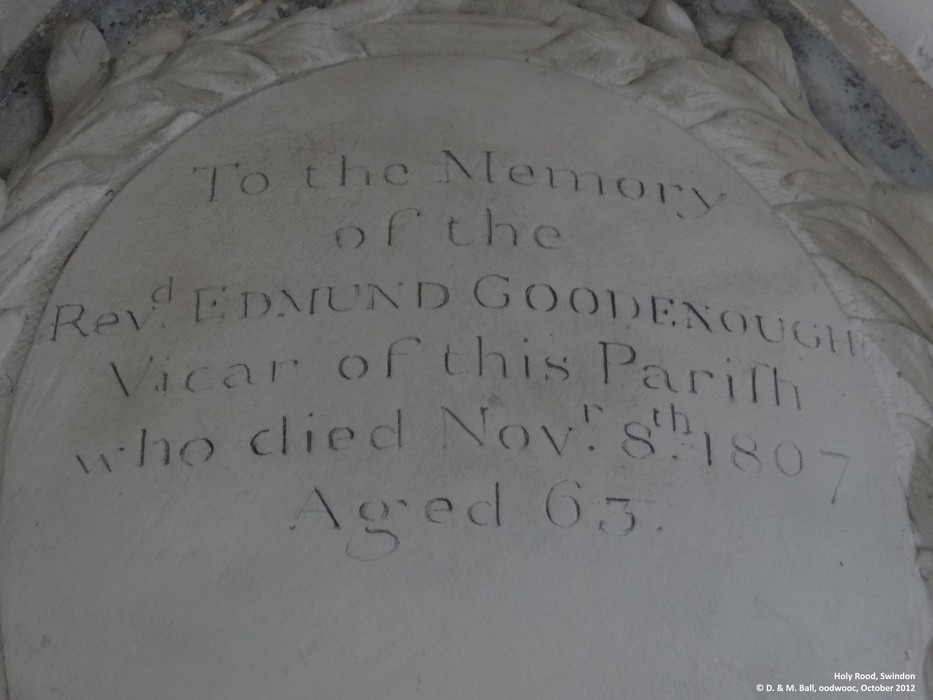 To the Memory
of the
Revᵈ. EDMUND GOODENOUGH
Vicar of this Pariſh
who died Novʳ. 8ᵗʰ. 1807
Aged 63.
Holy Rood, Swindon
© D. & M. Ball, oodwooc, October 2012